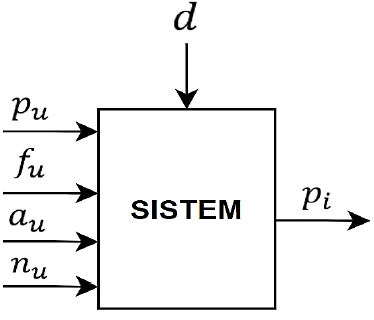 d
p_u
f_u
a_u
n_u
SISTEM
p_i